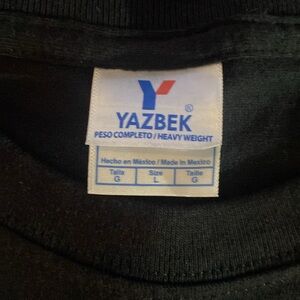 Y
®
YAZBEK
PESO COMPLETO / HEAVY WEIGHT
Hecho en México / Made in Mexico
Talla Size Taille
G L G